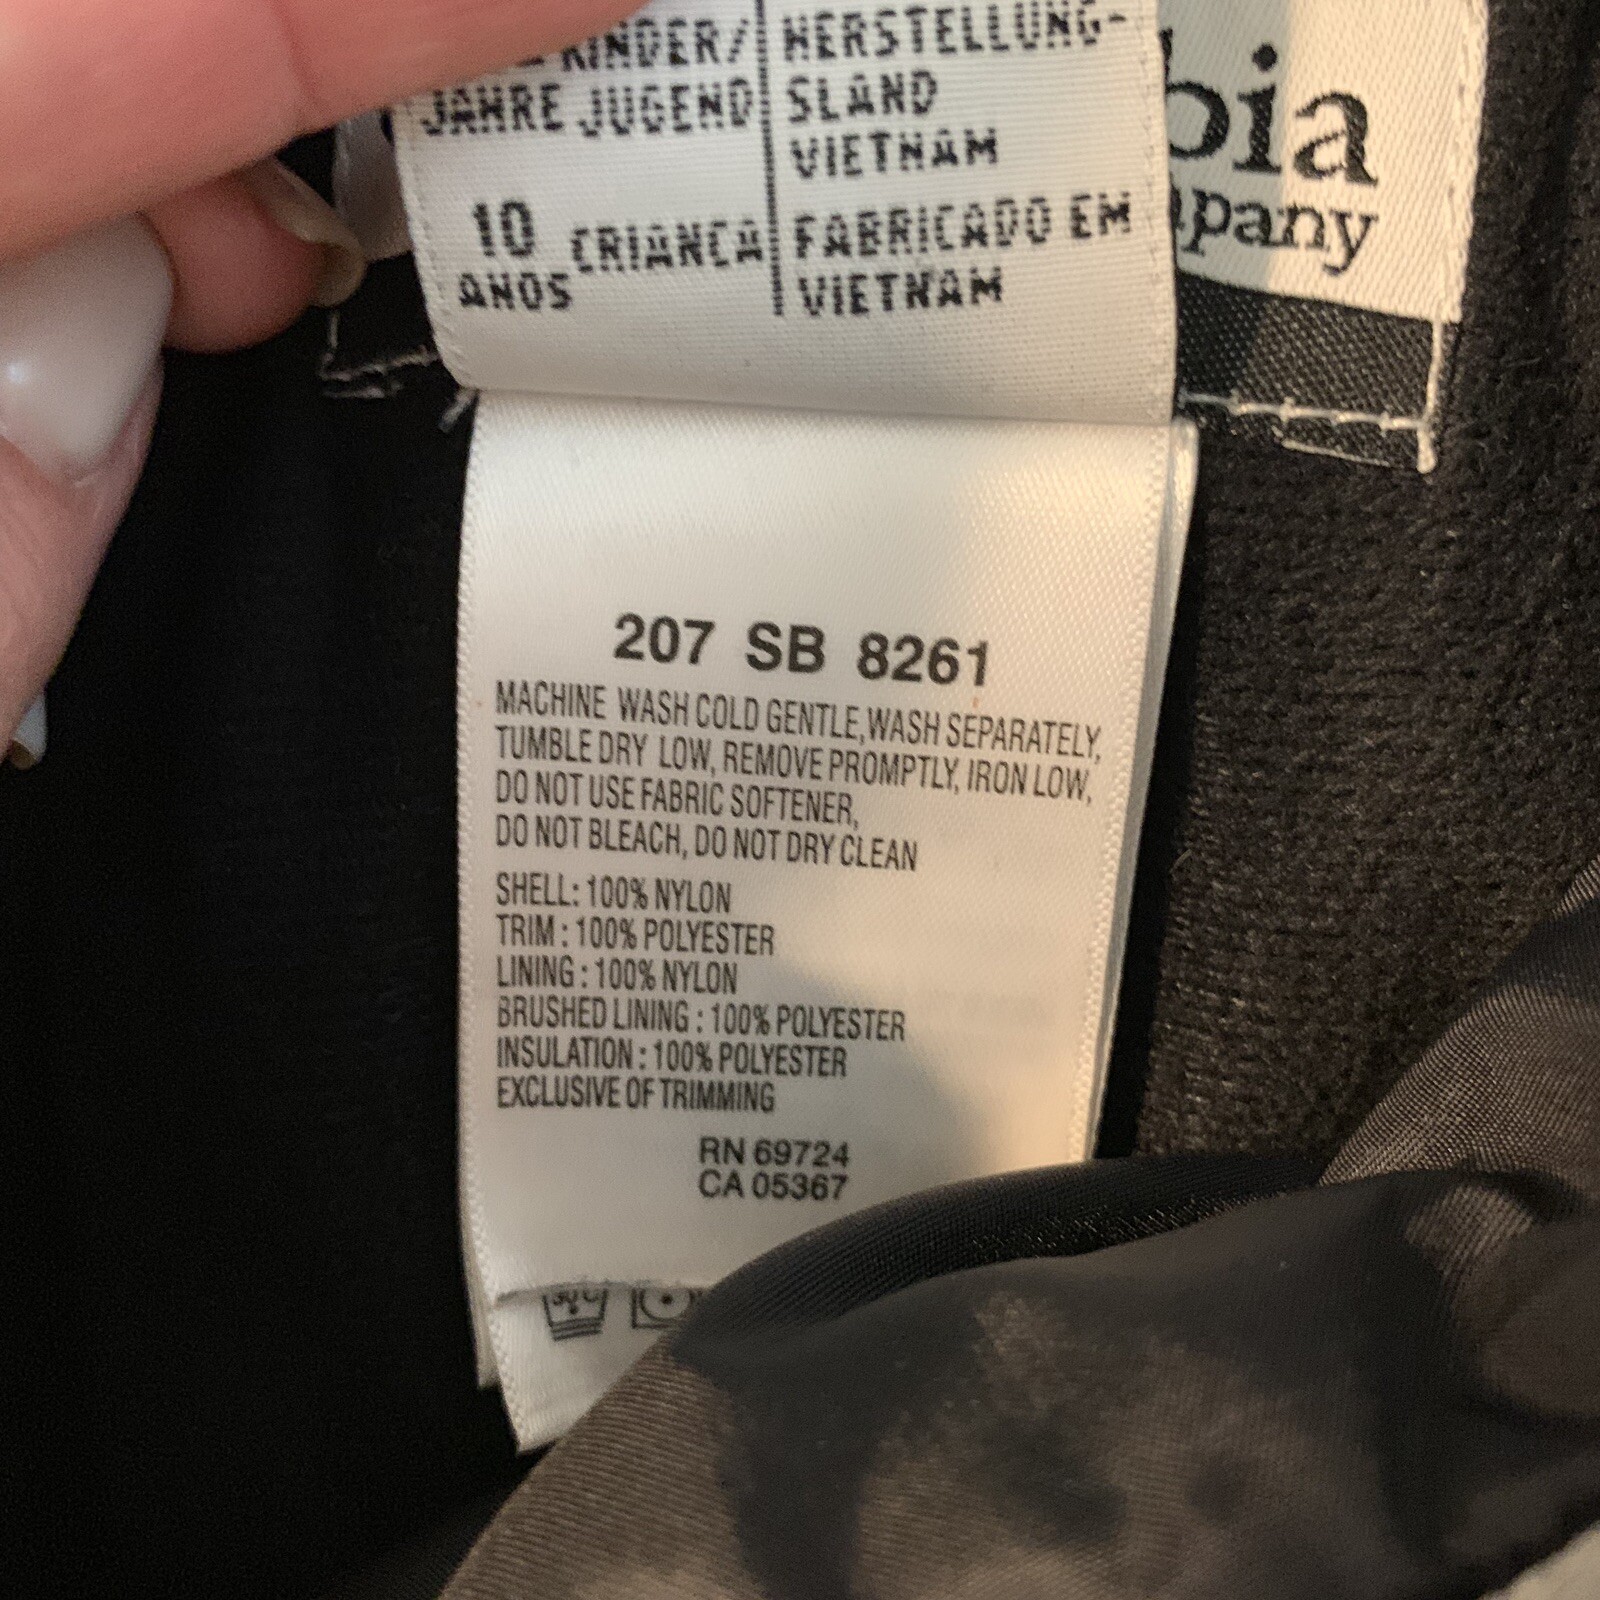 KINDER/
JAHRE JUGEND
10
ANOS CRIANCA
HERSTELLUNG-
SLAND
VIETNAM
FABRICADO EM
VIETNAM
bia
pany
207 SB 8261
MACHINE WASH COLD GENTLE, WASH SEPARATELY,
TUMBLE DRY LOW, REMOVE PROMPTLY, IRON LOW,
DO NOT USE FABRIC SOFTENER,
DO NOT BLEACH, DO NOT DRY CLEAN
SHELL: 100% NYLON
TRIM : 100% POLYESTER
LINING : 100% NYLON
BRUSHED LINING : 100% POLYESTER
INSULATION : 100% POLYESTER
EXCLUSIVE OF TRIMMING
RN 69724
CA 05367
30°C